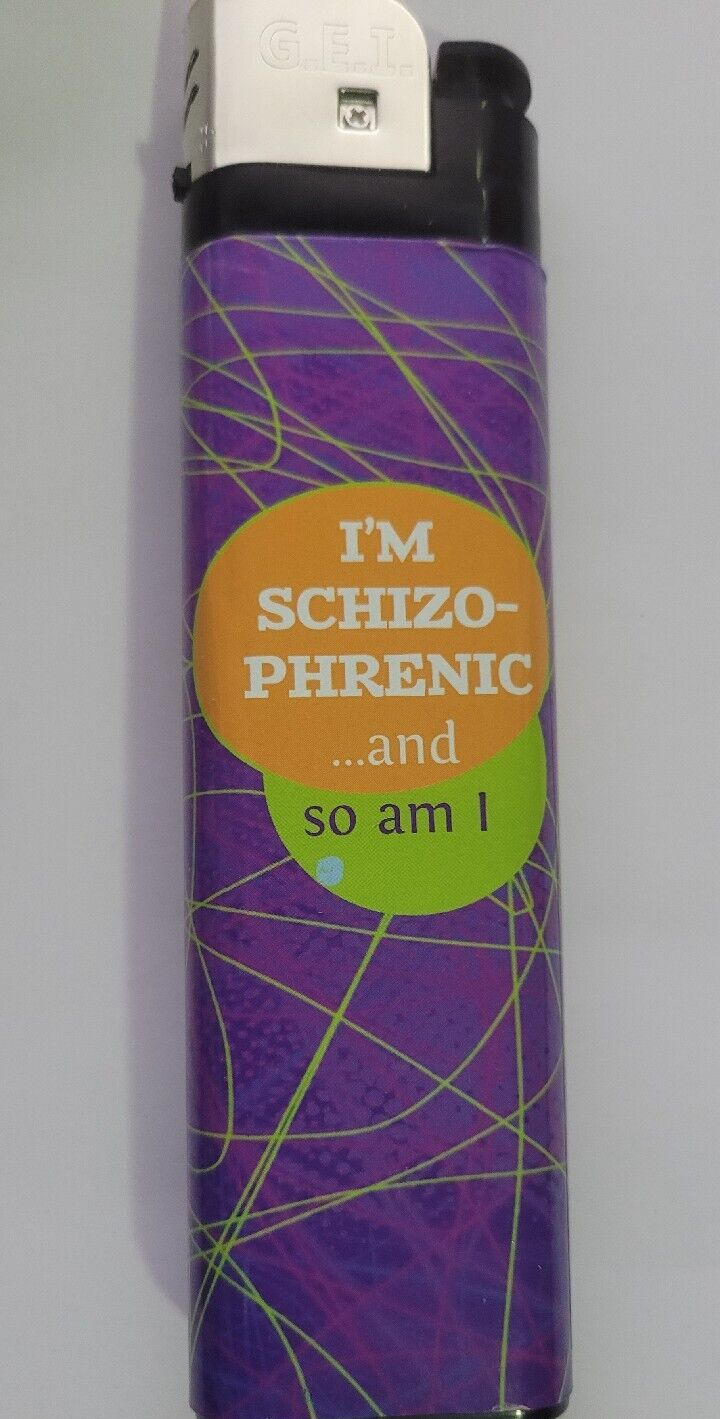 G.E.I.
I'M
SCHIZO-
PHRENIC
...and
so am I